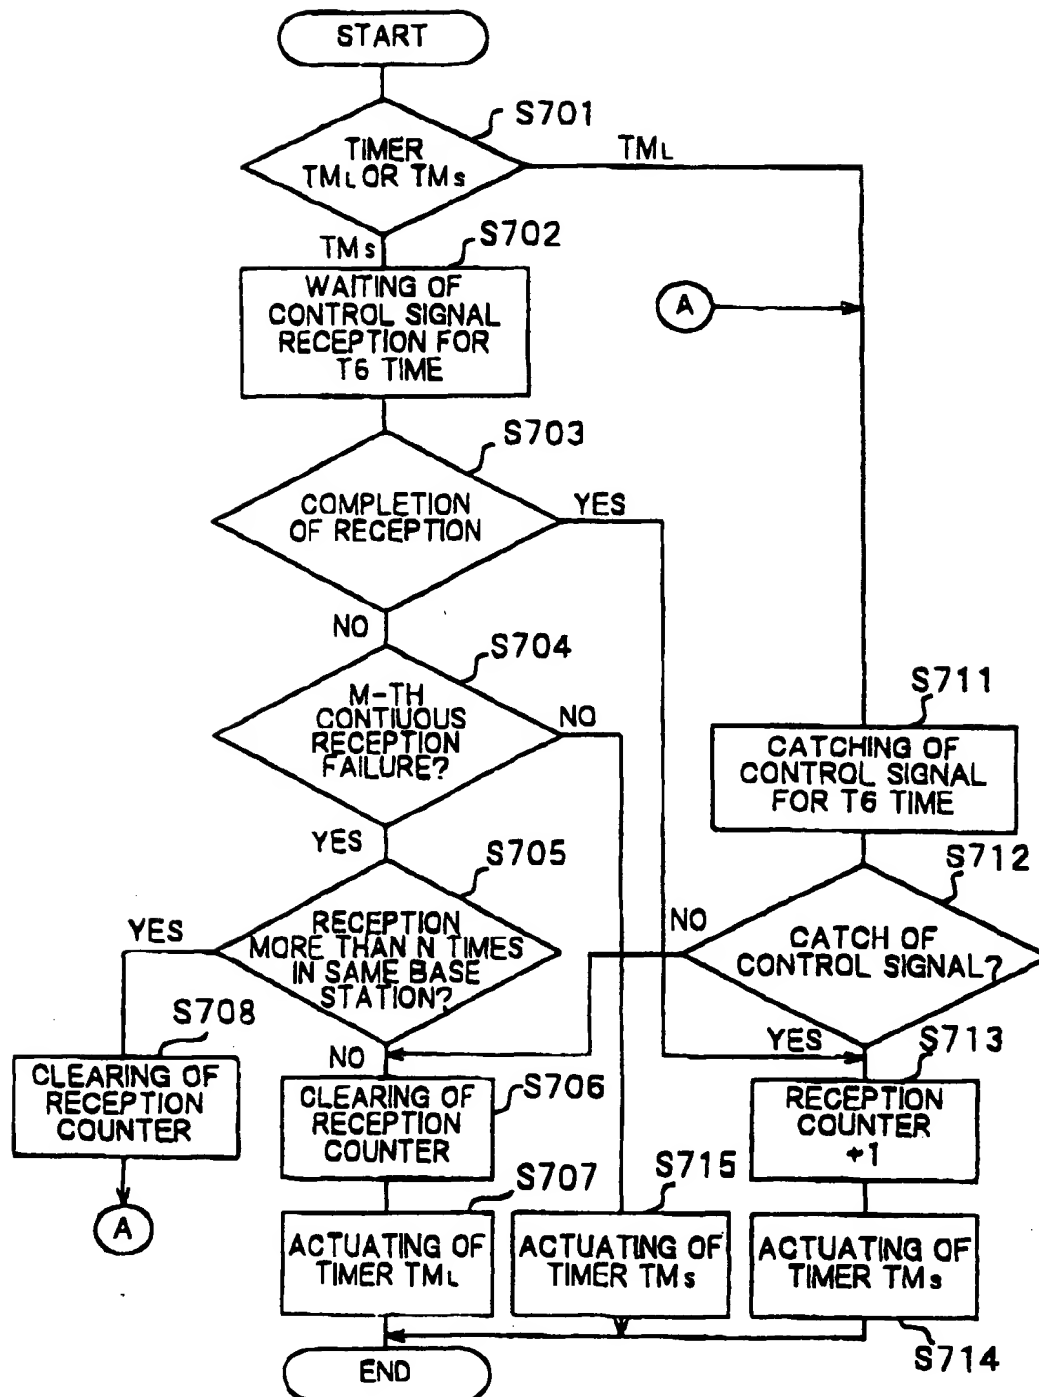 START
S701
TIMER
TML OR TMS
TML
TMS
S702
WAITING OF
CONTROL SIGNAL
RECEPTION FOR
T6 TIME
A
S703
COMPLETION
OF RECEPTION
YES
NO
S704
M-TH
CONTIUOUS
RECEPTION
FAILURE?
NO
S711
CATCHING OF
CONTROL SIGNAL
FOR T6 TIME
YES
S705
RECEPTION
MORE THAN N TIMES
IN SAME BASE
STATION?
YES
S712
NO
CATCH OF
CONTROL SIGNAL?
S708
CLEARING OF
RECEPTION
COUNTER
A
NO
S706
CLEARING OF
RECEPTION
COUNTER
YES
S713
RECEPTION
COUNTER
+1
S707
ACTUATING OF
TIMER TML
S715
ACTUATING OF
TIMER TMS
ACTUATING OF
TIMER TMS
S714
END